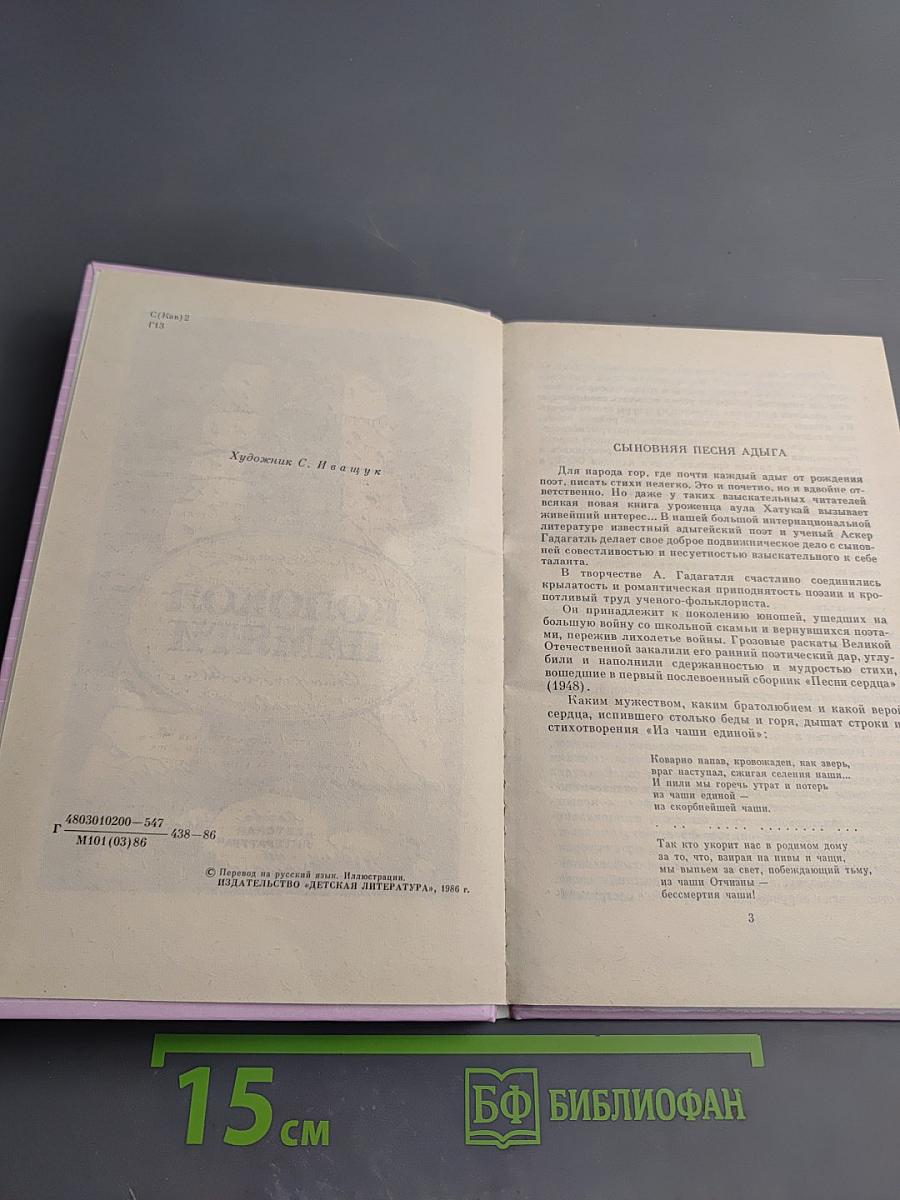 С(Кав)2
Г13
Художник С. Иващук
Г 4803010200—547 438—86
М101(03)86
© Перевод на русский язык. Иллюстрации.
ИЗДАТЕЛЬСТВО «ДЕТСКАЯ ЛИТЕРАТУРА», 1986 г.
СЫНОВНЯЯ ПЕСНЯ АДЫГА
Для народа гор, где почти каждый адыг от рождения
поэт, писать стихи нелегко. Это и почетно, но и вдвойне от-
ветственно. Но даже у таких взыскательных читателей
всякая новая книга уроженца аула Хатукай вызывает
живейший интерес... В нашей большой интернациональной
литературе известный адыгейский поэт и ученый Аскер
Гадагатль делает свое доброе подвижническое дело с сынов-
ней совестливостью и несуетностью взыскательного к себе
таланта.
В творчестве А. Гадагатля счастливо соединились
крылатость и романтическая приподнятость поэзии и кро-
потливый труд ученого-фольклориста.
Он принадлежит к поколению юношей, ушедших на
большую войну со школьной скамьи и вернувшихся поэта-
ми, пережив лихолетье войны. Грозовые раскаты Великой
Отечественной закалили его ранний поэтический дар, углу-
били и наполнили сдержанностью и мудростью стихи,
вошедшие в первый послевоенный сборник «Песни сердца»
(1948).
Каким мужеством, каким братолюбием и какой верой
сердца, испившего столько беды и горя, дышат строки и
стихотворения «Из чаши единой»:
Коварно напав, кровожаден, как зверь,
враг наступал, сжигая селения наши...
И пили мы горечь утрат и потерь
из чаши единой —
из скорбнейшей чаши.
. ... ..... ........ ...
Так кто укорит нас в родимом дому
за то, что, взирая на нивы и чащи,
мы выпьем за свет, побеждающий тьму,
из чаши Отчизны —
бессмертия чаши!
3
15 см
БФ БИБЛИОФАН